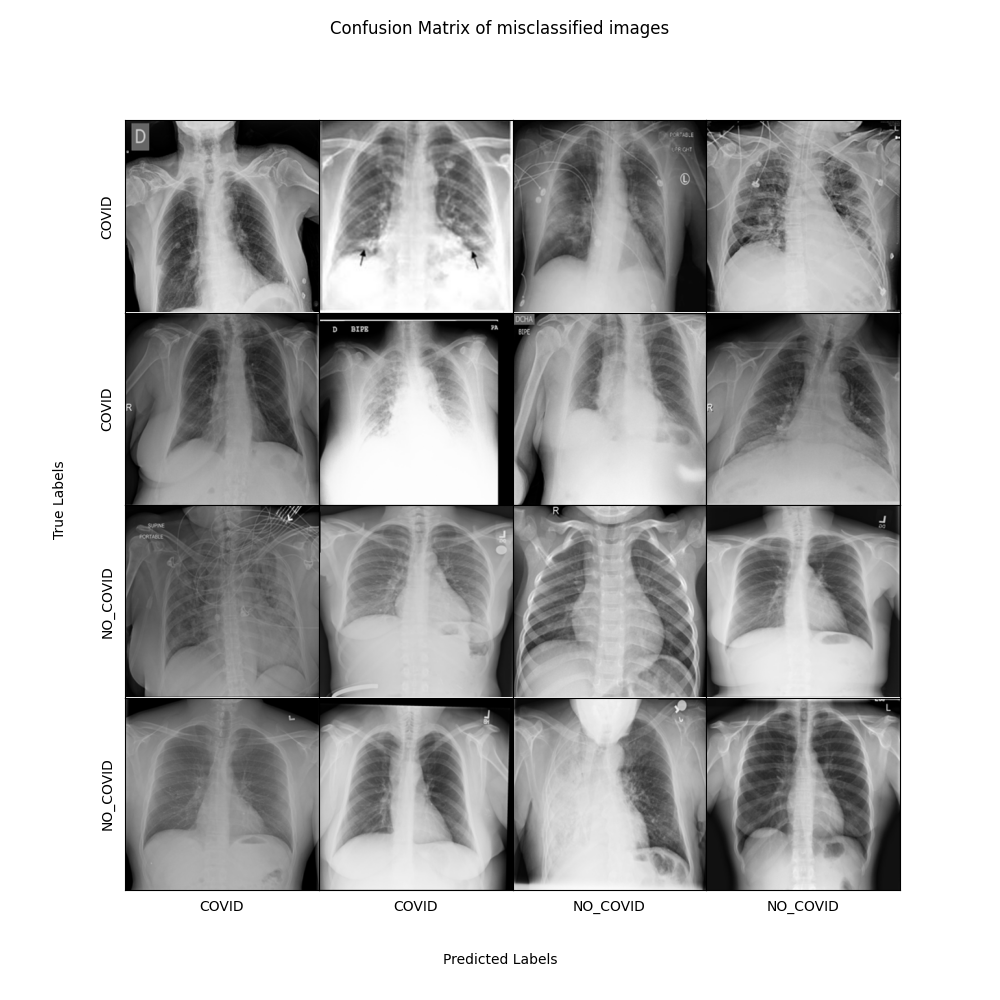 Confusion Matrix of misclassified images
D
PORTABLE
UPRIGHT
L
COVID
D BIPE
PA
DCHA
BIPE
R
R
COVID
SUPINE
PORTABLE
L
R
L
NO_COVID
L
L
L
NO_COVID
True Labels
COVID
COVID
NO_COVID
NO_COVID
Predicted Labels